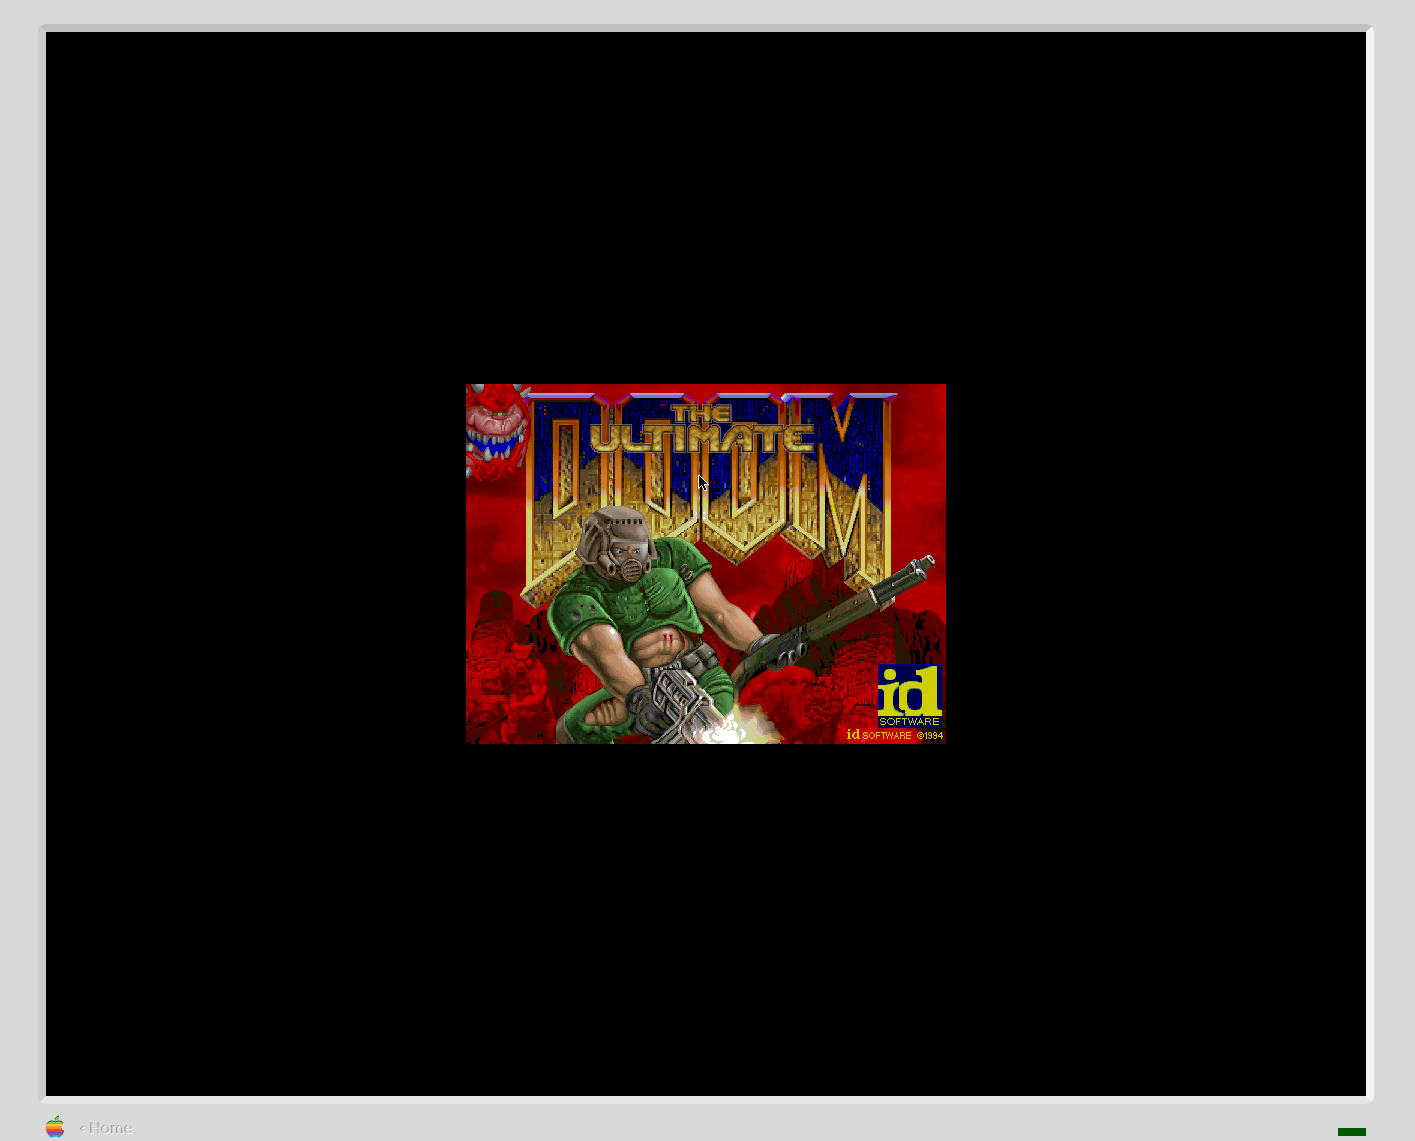 THE
ULTIMATE
DOOM
id
SOFTWARE
id SOFTWARE ©1994
‹ Home